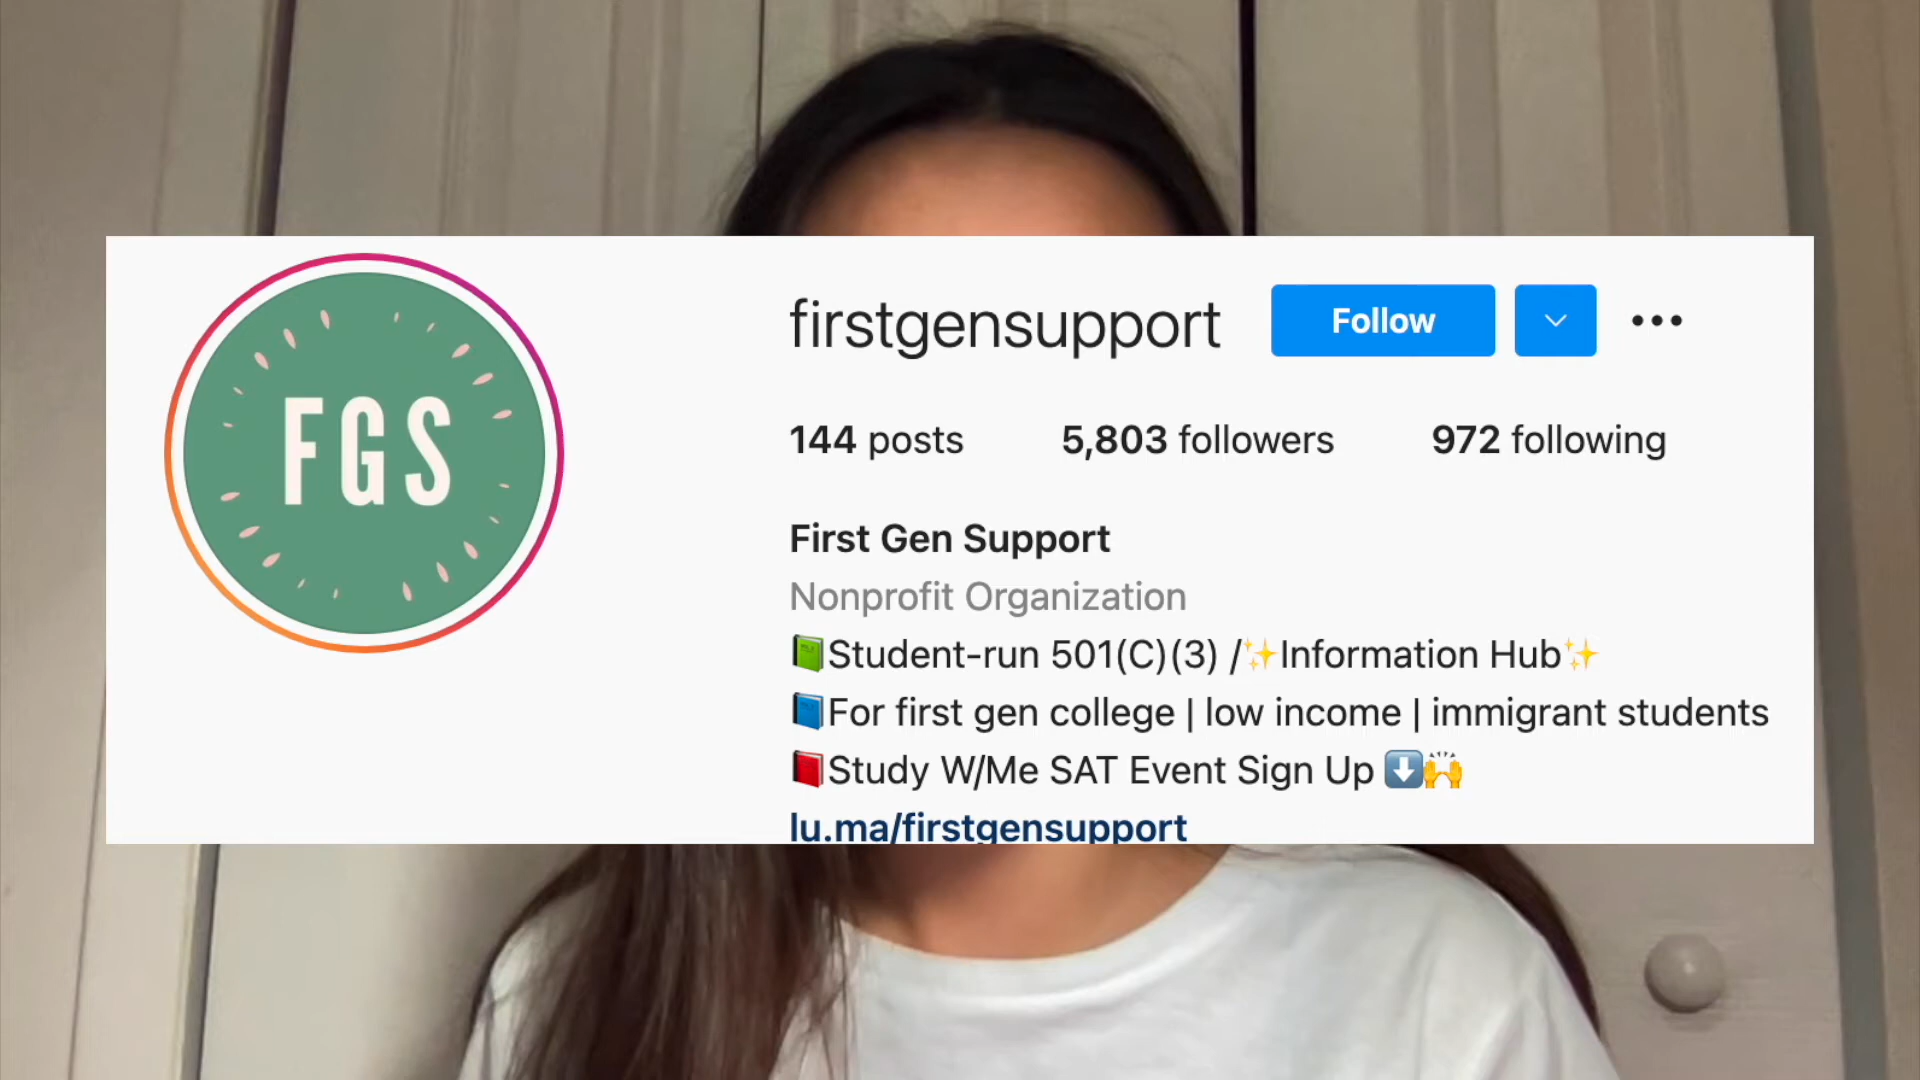 FGS
firstgensupport Follow
144 posts 5,803 followers 972 following
First Gen Support
Nonprofit Organization
📗Student-run 501(C)(3) /✨Information Hub✨
📘For first gen college | low income | immigrant students
📕Study W/Me SAT Event Sign Up ⬇️🙌
lu.ma/firstgensupport